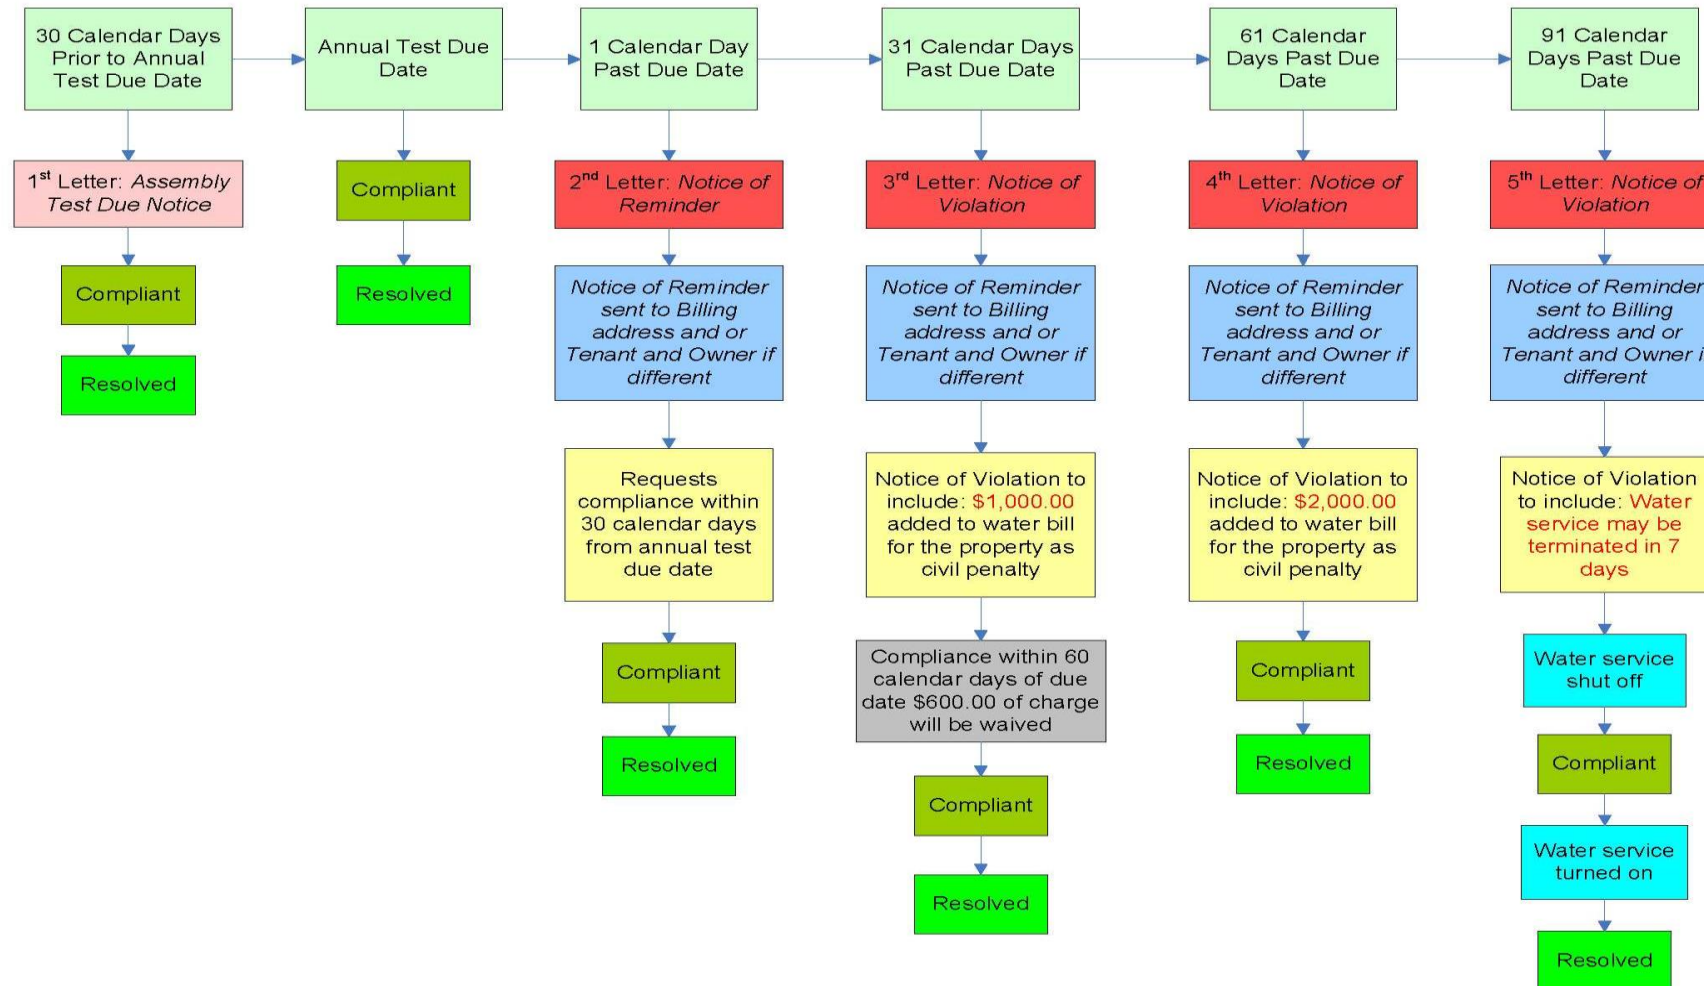 30 Calendar Days
Prior to Annual
Test Due Date
Annual Test Due
Date
1 Calendar Day
Past Due Date
31 Calendar Days
Past Due Date
61 Calendar
Days Past Due
Date
91 Calendar
Days Past Due
Date
1st Letter: Assembly
Test Due Notice
Compliant
Resolved
Compliant
Resolved
2nd Letter: Notice of
Reminder
Notice of Reminder
sent to Billing
address and or
Tenant and Owner if
different
Requests
compliance within
30 calendar days
from annual test
due date
Compliant
Resolved
3rd Letter: Notice of
Violation
Notice of Reminder
sent to Billing
address and or
Tenant and Owner if
different
Notice of Violation to
include: $1,000.00
added to water bill
for the property as
civil penalty
Compliance within 60
calendar days of due
date $600.00 of charge
will be waived
Compliant
Resolved
4th Letter: Notice of
Violation
Notice of Reminder
sent to Billing
address and or
Tenant and Owner if
different
Notice of Violation to
include: $2,000.00
added to water bill
for the property as
civil penalty
Compliant
Resolved
5th Letter: Notice of
Violation
Notice of Reminder
sent to Billing
address and or
Tenant and Owner if
different
Notice of Violation
to include: Water
service may be
terminated in 7
days
Water service
shut off
Compliant
Water service
turned on
Resolved